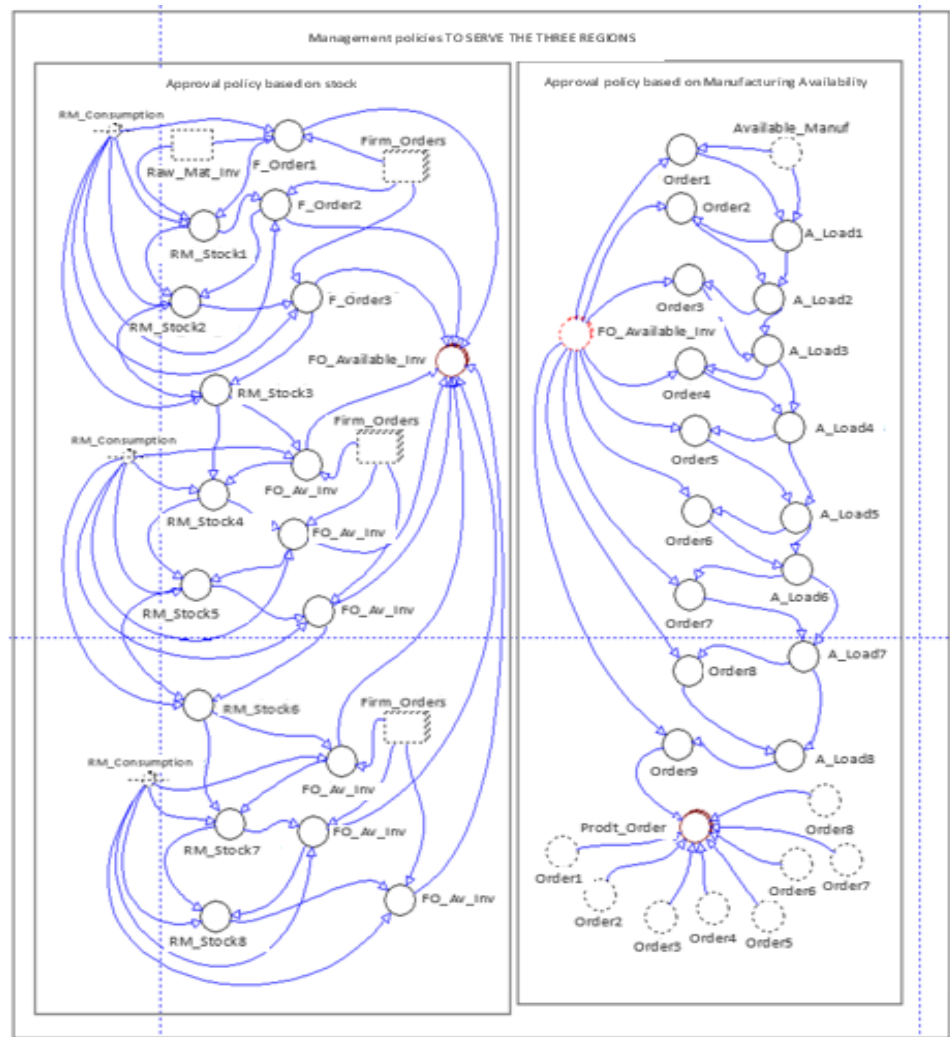 Management policies TO SERVE THE THREE REGIONS
Approval policy based on stock
RM_Consumption
Firm_Orders
F_Order1
Raw_Mat_Inv
F_Order2
RM_Stock1
F_Order3
RM_Stock2
FO_Available_Inv
RM_Stock3
Firm_Orders
RM_Consumption
FO_Av_Inv
RM_Stock4
FO_Av_Inv
RM_Stock5
FO_Av_Inv
RM_Stock6
Firm_Orders
RM_Consumption
FO_Av_Inv
FO_Av_Inv
RM_Stock7
FO_Av_Inv
RM_Stock8
Approval policy based on Manufacturing Availability
Available_Manuf
Order1
Order2
A_Load1
Order3
A_Load2
FO_Available_Inv
A_Load3
Order4
A_Load4
Order5
A_Load5
Order6
A_Load6
Order7
A_Load7
Order8
A_Load8
Order9
Prodt_Order
Order8
Order1
Order6
Order7
Order2
Order3
Order4
Order5